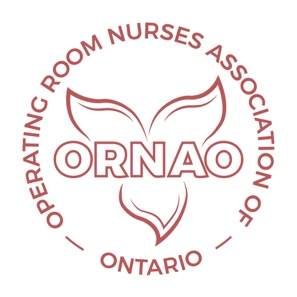 OPERATING ROOM NURSES ASSOCIATION OF
ORNAO
ONTARIO